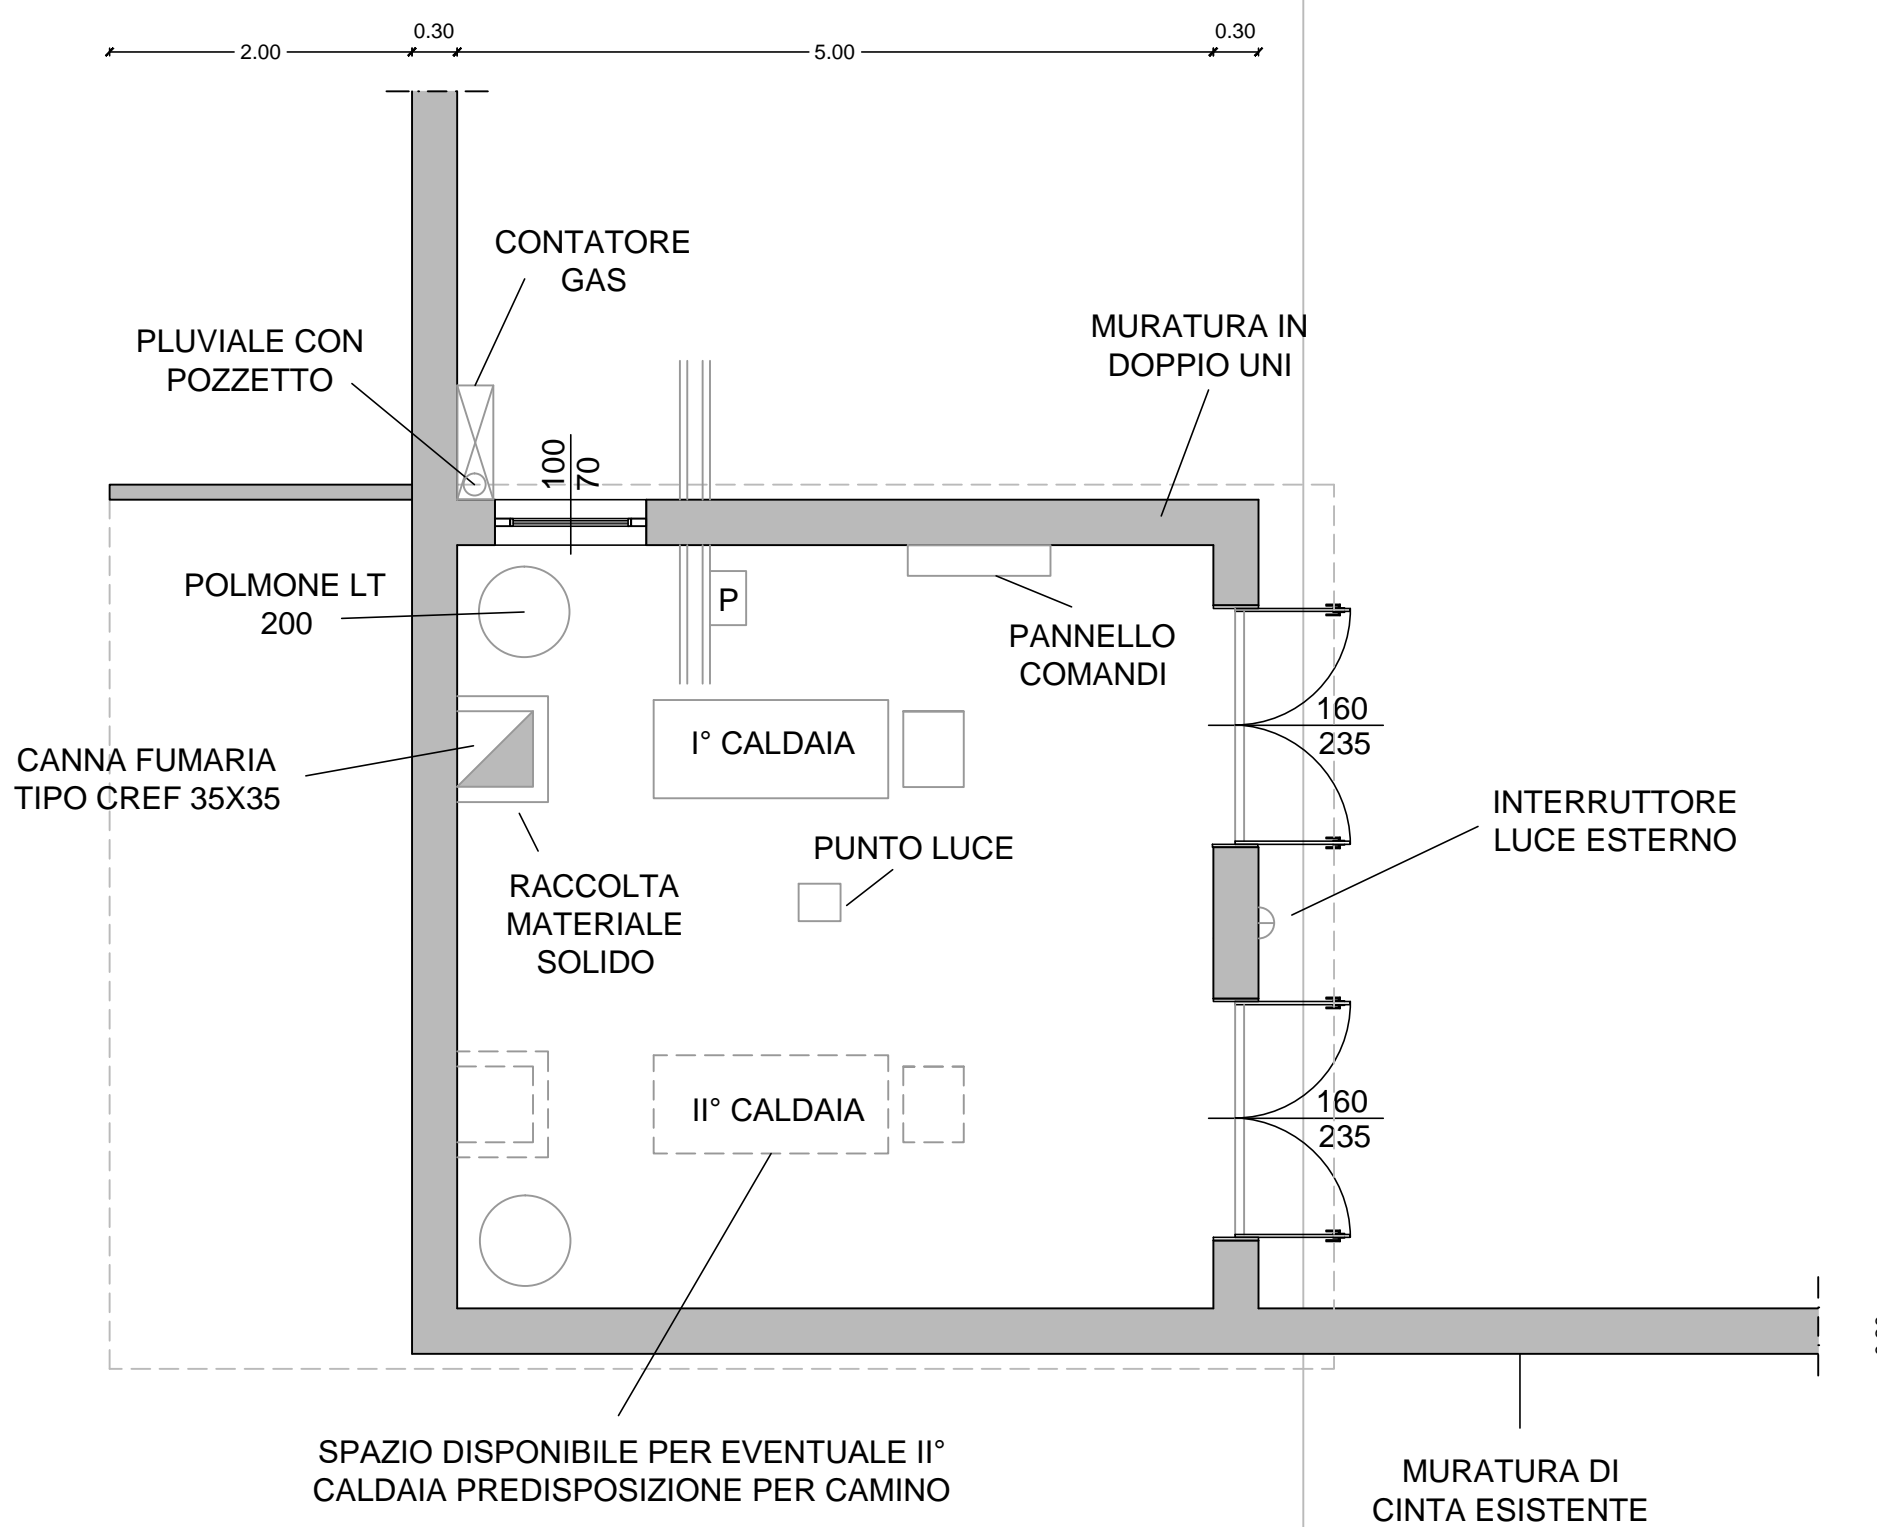 0.30
0.30
2.00
5.00
CONTATORE
GAS
PLUVIALE CON
POZZETTO
MURATURA IN
DOPPIO UNI
100
70
POLMONE LT
200
P
PANNELLO
COMANDI
I° CALDAIA
160
235
CANNA FUMARIA
TIPO CREF 35X35
PUNTO LUCE
INTERRUTTORE
LUCE ESTERNO
RACCOLTA
MATERIALE
SOLIDO
II° CALDAIA
160
235
SPAZIO DISPONIBILE PER EVENTUALE II°
CALDAIA PREDISPOSIZIONE PER CAMINO
MURATURA DI
CINTA ESISTENTE